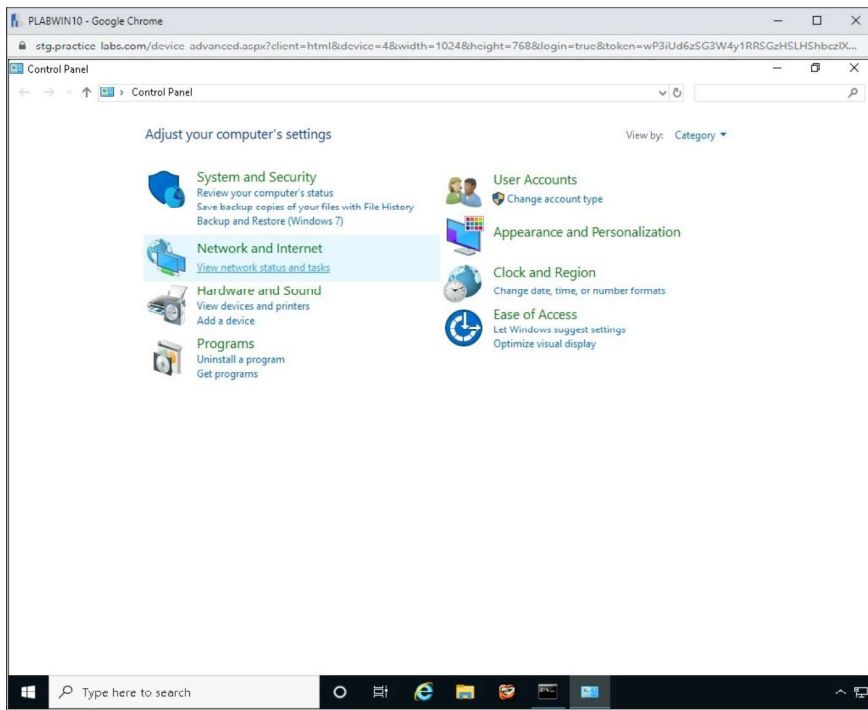 PLABWIN10 - Google Chrome
stg.practice-labs.com/device-advanced.aspx?client=html&device=4&width=1024&height=768&login=true&token=wP3iUd6zSG3W4y1RRSGzHSLHShbczIX...
Control Panel
Control Panel
Adjust your computer's settings
View by: Category
System and Security
Review your computer's status
Save backup copies of your files with File History
Backup and Restore (Windows 7)
Network and Internet
View network status and tasks
Hardware and Sound
View devices and printers
Add a device
Programs
Uninstall a program
Get programs
User Accounts
Change account type
Appearance and Personalization
Clock and Region
Change date, time, or number formats
Ease of Access
Let Windows suggest settings
Optimize visual display
Type here to search